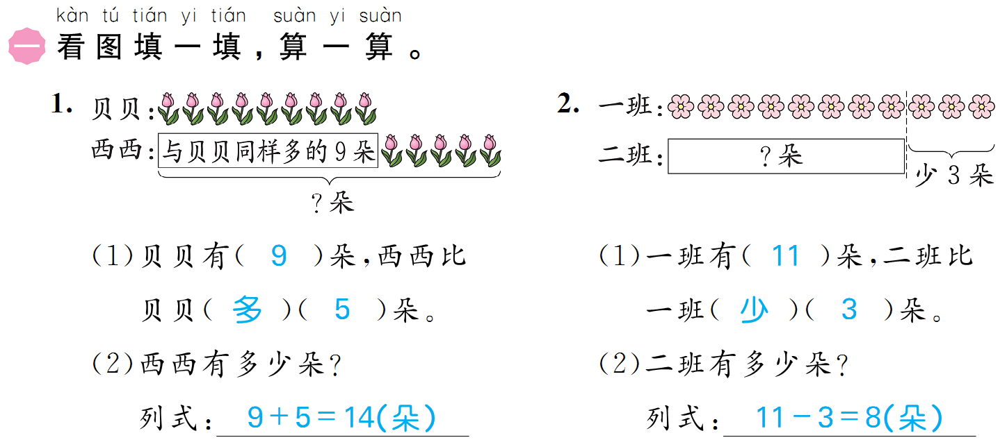 kàn tú tián yi tián suàn yi suàn
一 看图填一填，算一算。
1. 贝贝：
西西：与贝贝同样多的9朵
？朵
(1)贝贝有( 9 )朵，西西比
贝贝( 多 )( 5 )朵。
(2)西西有多少朵？
列式：9＋5＝14(朵)
2. 一班：
二班：？朵
少3朵
(1)一班有( 11 )朵，二班比
一班( 少 )( 3 )朵。
(2)二班有多少朵？
列式：11－3＝8(朵)